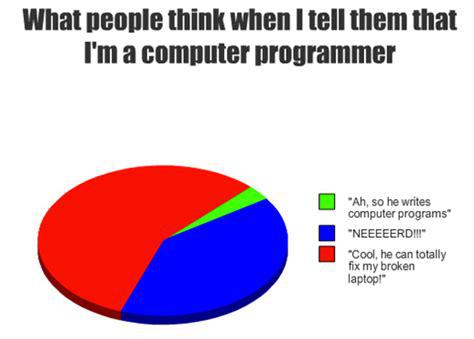 What people think when I tell them that
I'm a computer programmer
"Ah, so he writes
computer programs"
"NEEEEERD!!!"
"Cool, he can totally
fix my broken
laptop!"